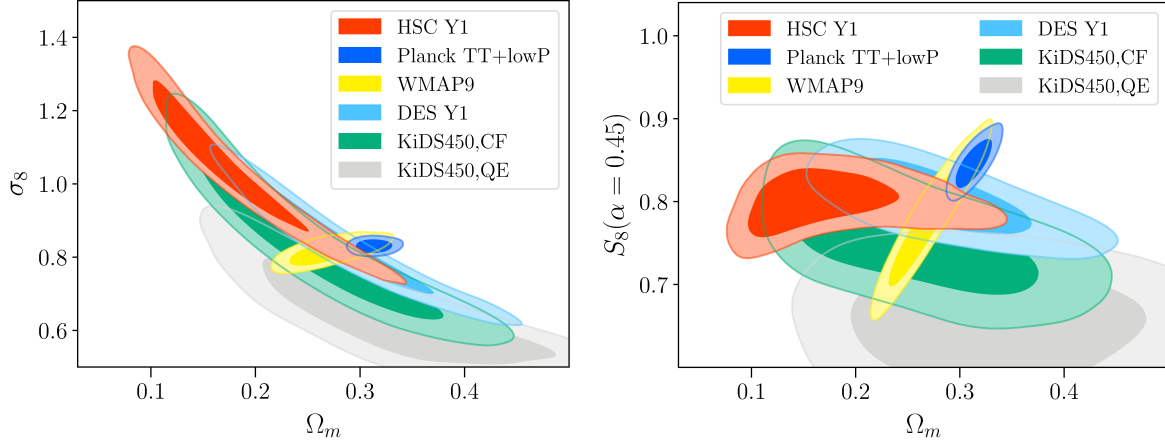 1.4
1.2
1.0
0.8
0.6
σ₈
HSC Y1
Planck TT+lowP
WMAP9
DES Y1
KiDS450,CF
KiDS450,QE
0.1
0.2
0.3
0.4
Ωₘ
1.0
0.9
0.8
0.7
S₈(α = 0.45)
HSC Y1
Planck TT+lowP
WMAP9
DES Y1
KiDS450,CF
KiDS450,QE
0.1
0.2
0.3
0.4
Ωₘ